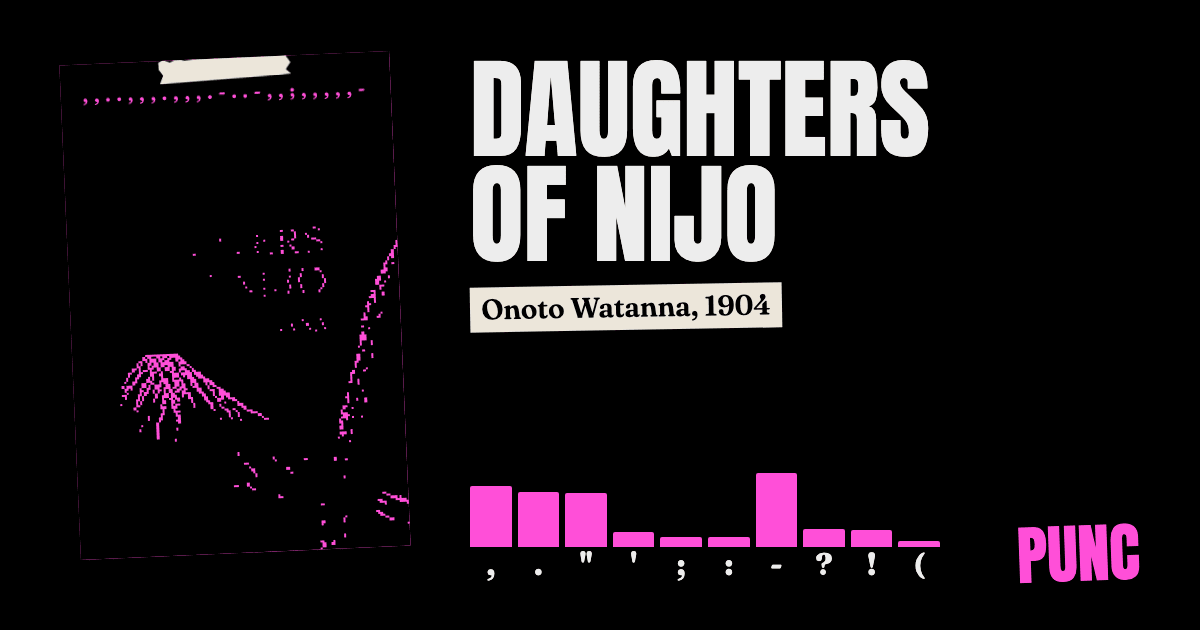 ,,..,,.,,,.-..-,,;,,,,,-
DAUGHTERS
OF NIJO
Onoto Watanna, 1904
, . " ' ; : - ? ! (
PUNC